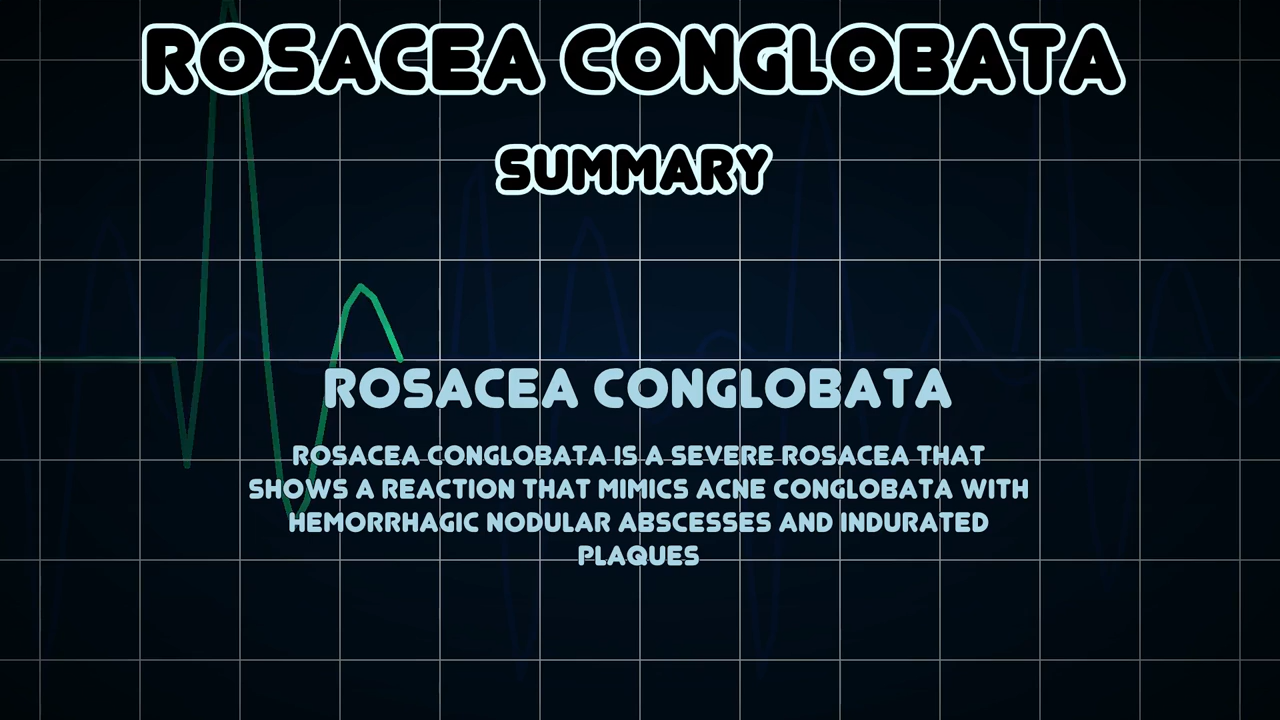 ROSACEA CONGLOBATA
SUMMARY
ROSACEA CONGLOBATA
ROSACEA CONGLOBATA IS A SEVERE ROSACEA THAT
SHOWS A REACTION THAT MIMICS ACNE CONGLOBATA WITH
HEMORRHAGIC NODULAR ABSCESSES AND INDURATED
PLAQUES